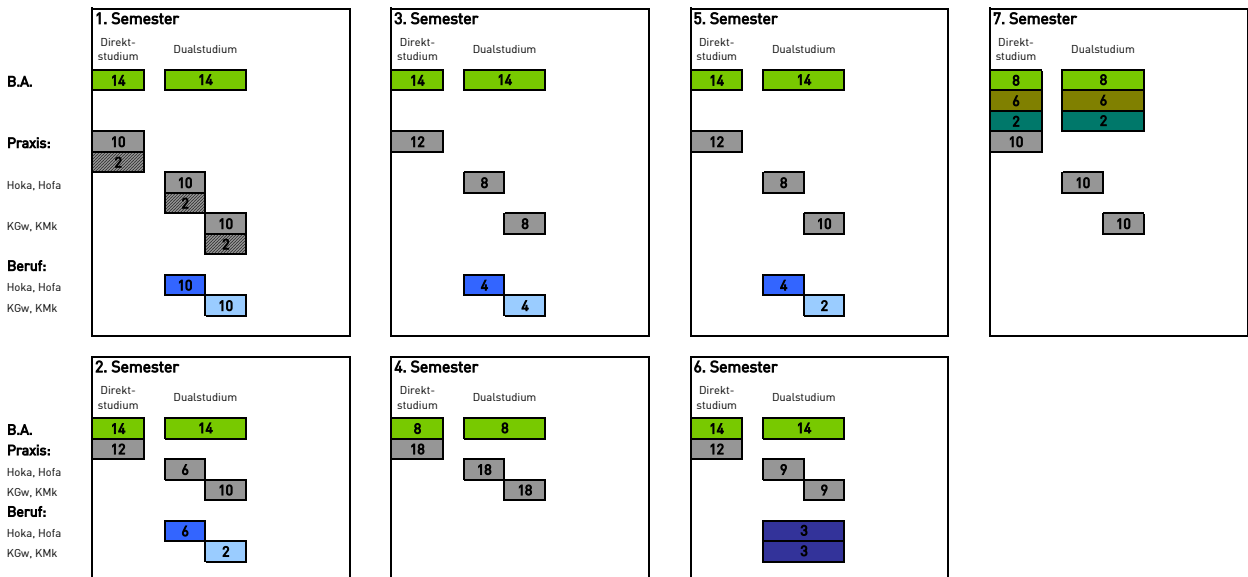 1. Semester 3. Semester 5. Semester 7. Semester
Direkt- Dualstudium Direkt- Dualstudium Direkt- Dualstudium Direkt- Dualstudium
studium studium studium studium
B.A. 14 14 14 14 14 14 8 8
6 6
2 2
Praxis: 10 12 12 10
2
Hoka, Hofa 10 8 8 10
2
KGw, KMk 10 8 10 10
2
Beruf:
Hoka, Hofa 10 4 4
KGw, KMk 10 4 2
2. Semester 4. Semester 6. Semester
Direkt- Dualstudium Direkt- Dualstudium Direkt- Dualstudium
studium studium studium
B.A. 14 14 8 8 14 14
Praxis: 12 18 12
Hoka, Hofa 6 18 9
KGw, KMk 10 18 9
Beruf:
Hoka, Hofa 6 3
KGw, KMk 2 3